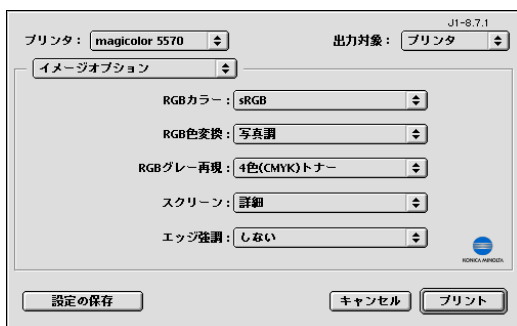 J1-8.7.1
プリンタ： magicolor 5570 出力対象： プリンタ
イメージオプション
RGBカラー： sRGB
RGB色変換： 写真調
RGBグレー再現： 4色(CMYK)トナー
スクリーン： 詳細
エッジ強調： しない
KONICA MINOLTA
設定の保存 キャンセル プリント